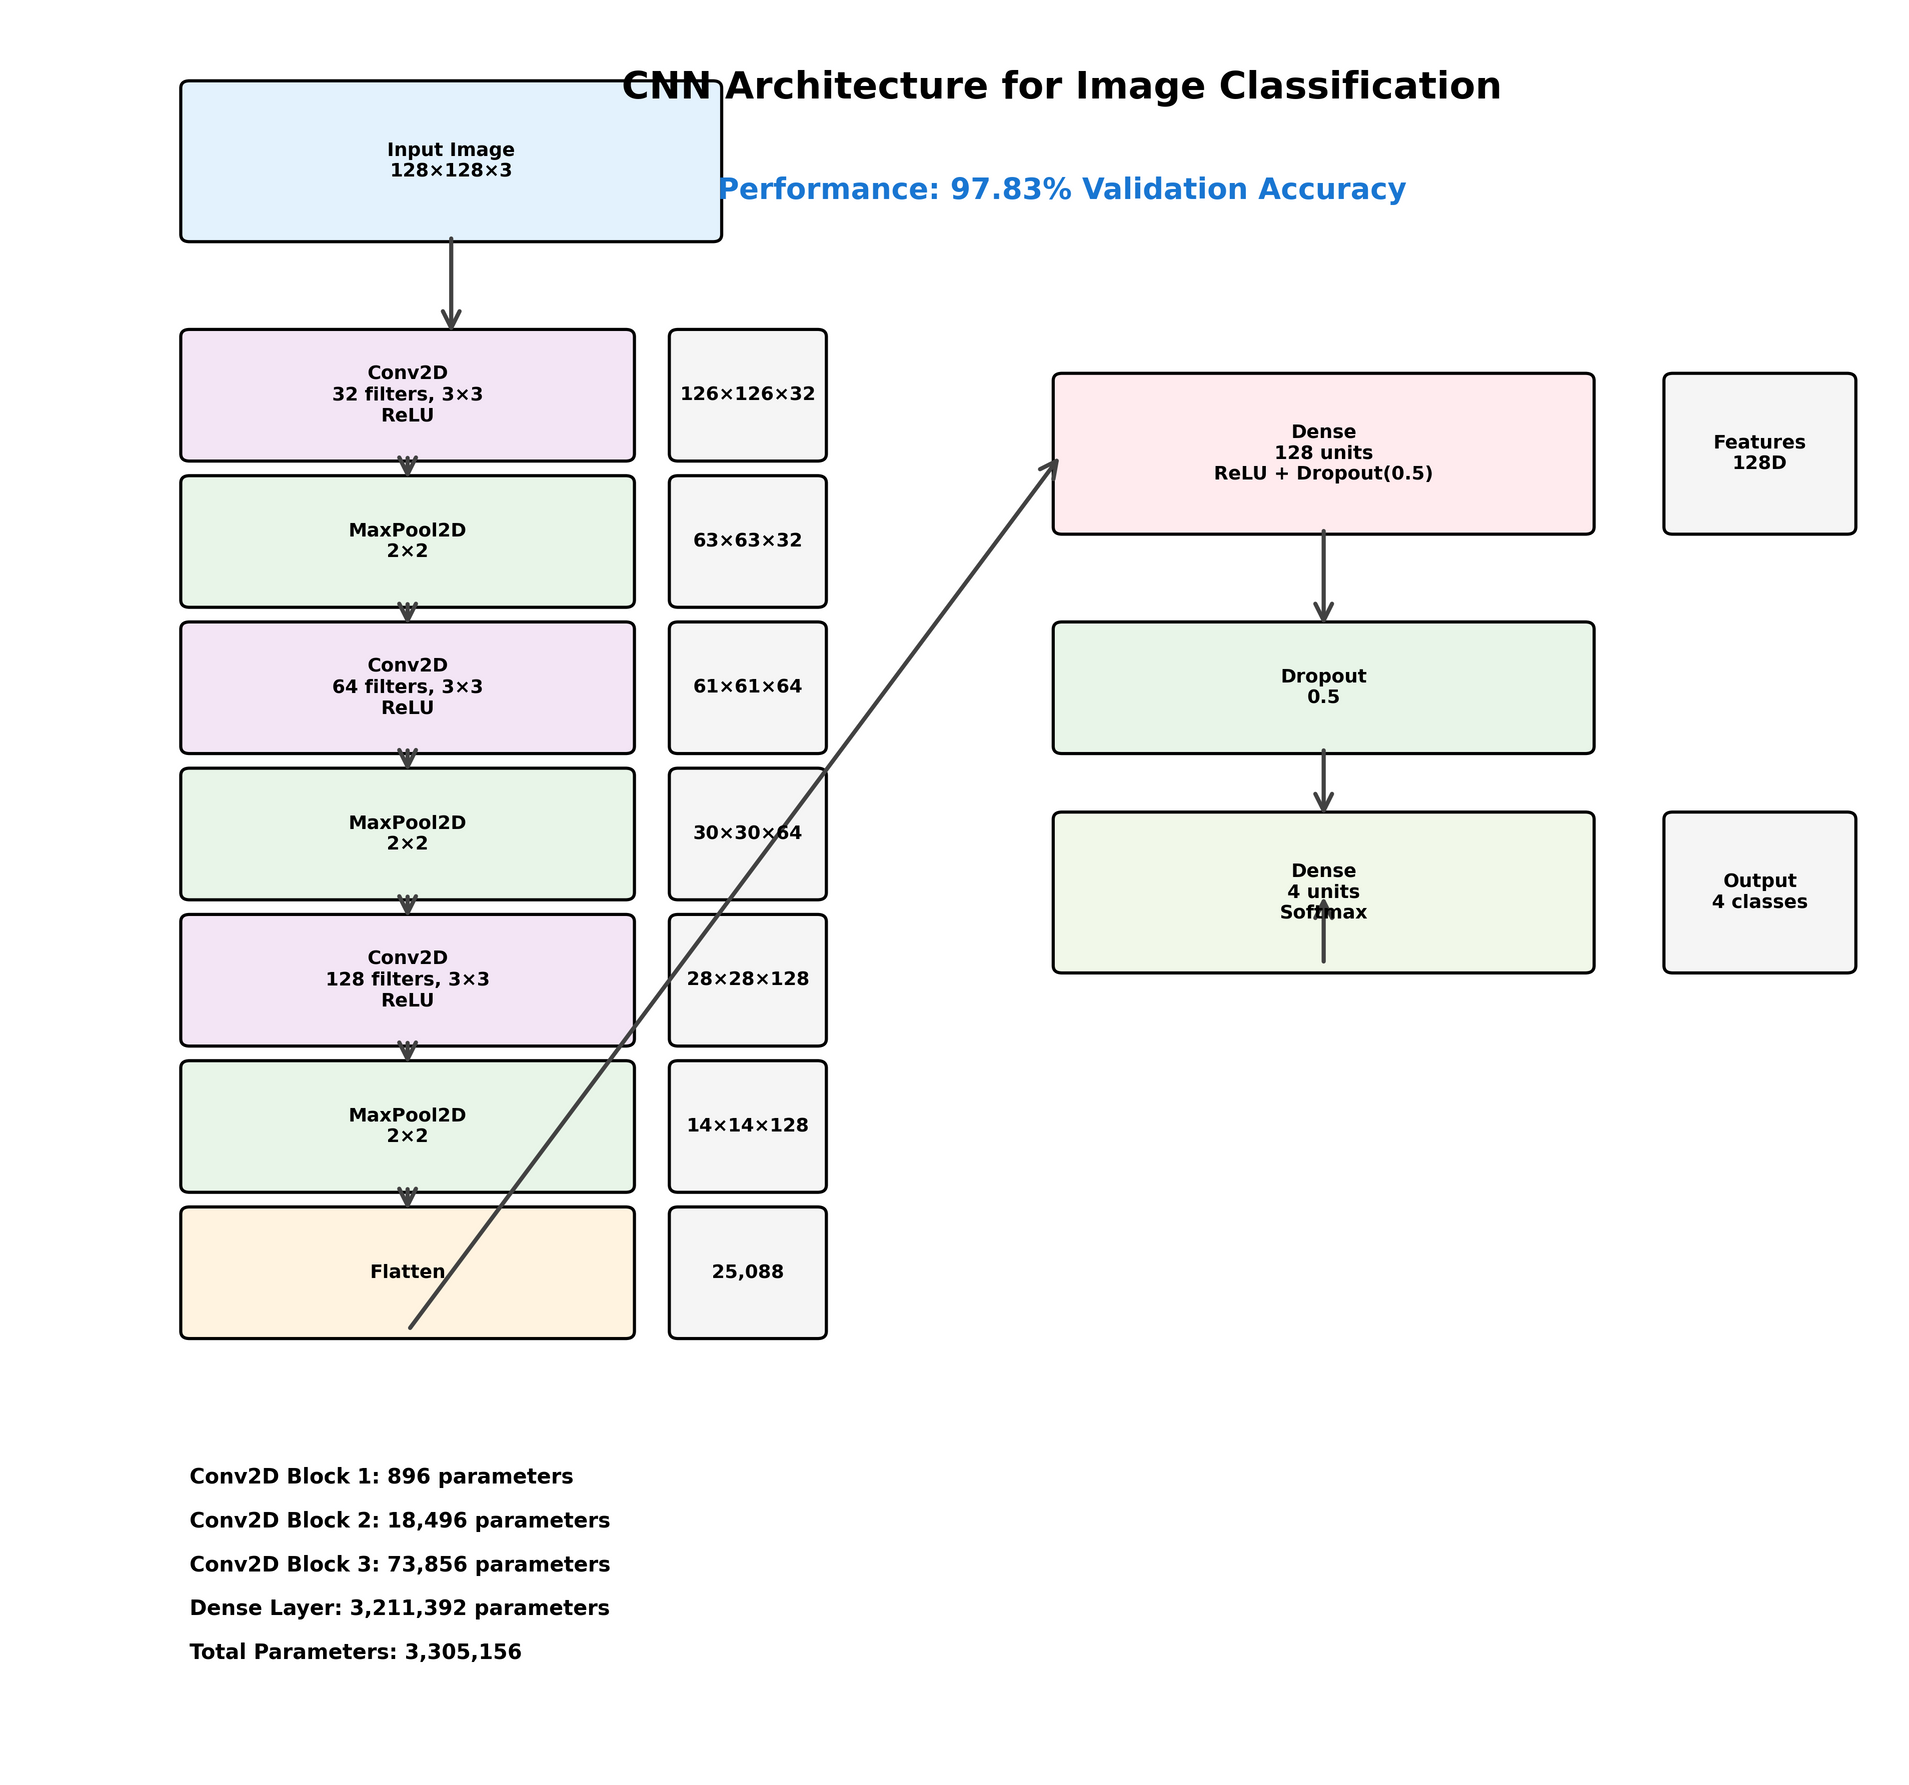 CNN Architecture for Image Classification
Performance: 97.83% Validation Accuracy
Input Image
128×128×3
Conv2D
32 filters, 3×3
ReLU
126×126×32
MaxPool2D
2×2
63×63×32
Conv2D
64 filters, 3×3
ReLU
61×61×64
MaxPool2D
2×2
30×30×64
Conv2D
128 filters, 3×3
ReLU
28×28×128
MaxPool2D
2×2
14×14×128
Flatten
25,088
Dense
128 units
ReLU + Dropout(0.5)
Features
128D
Dropout
0.5
Dense
4 units
Softmax
Output
4 classes
Conv2D Block 1: 896 parameters
Conv2D Block 2: 18,496 parameters
Conv2D Block 3: 73,856 parameters
Dense Layer: 3,211,392 parameters
Total Parameters: 3,305,156